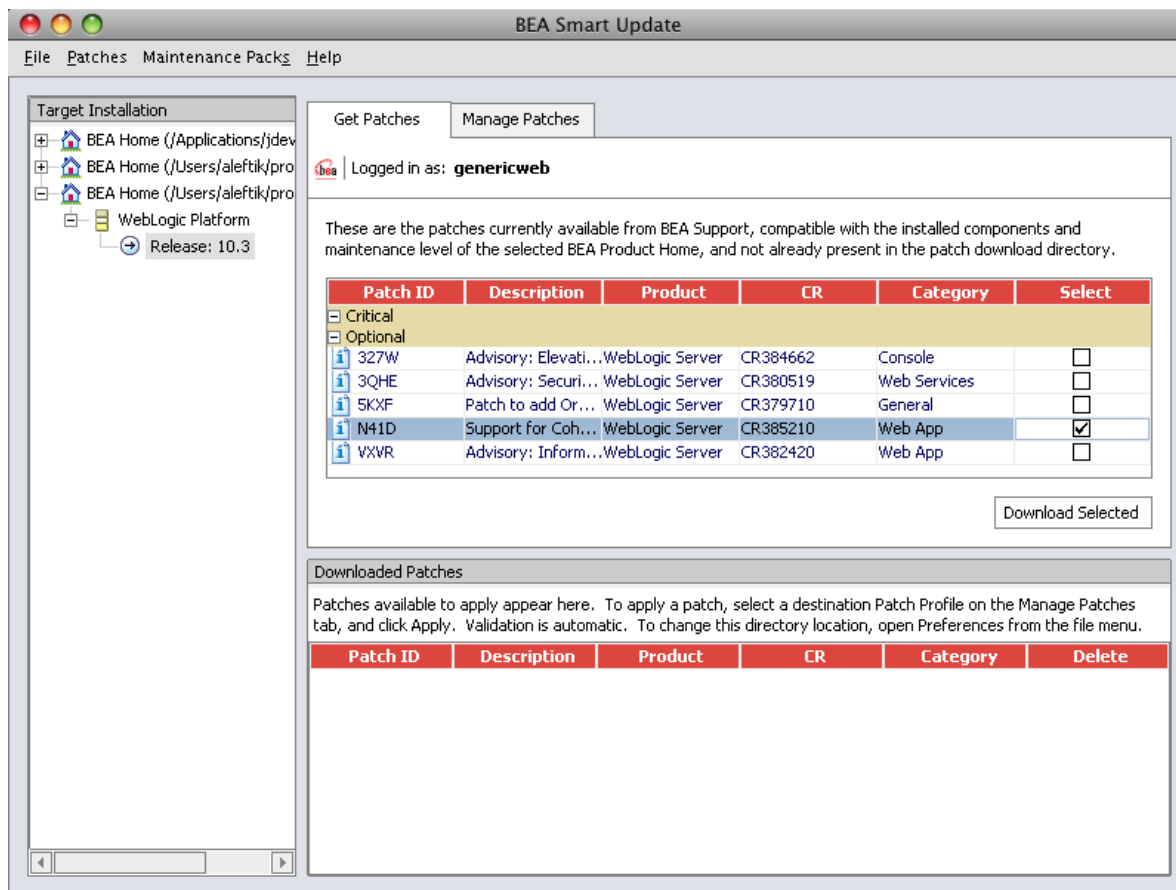 BEA Smart Update
File Patches Maintenance Packs Help
Target Installation
BEA Home (/Applications/jdev
BEA Home (/Users/aleftik/pro
BEA Home (/Users/aleftik/pro
WebLogic Platform
Release: 10.3
Get Patches Manage Patches
bea Logged in as: genericweb
These are the patches currently available from BEA Support, compatible with the installed components and
maintenance level of the selected BEA Product Home, and not already present in the patch download directory.
Patch ID Description Product CR Category Select
Critical
Optional
327W Advisory: Elevati... WebLogic Server CR384662 Console
3QHE Advisory: Securi... WebLogic Server CR380519 Web Services
5KXF Patch to add Or... WebLogic Server CR379710 General
N41D Support for Coh... WebLogic Server CR385210 Web App
VXVR Advisory: Inform... WebLogic Server CR382420 Web App
Download Selected
Downloaded Patches
Patches available to apply appear here. To apply a patch, select a destination Patch Profile on the Manage Patches
tab, and click Apply. Validation is automatic. To change this directory location, open Preferences from the file menu.
Patch ID Description Product CR Category Delete